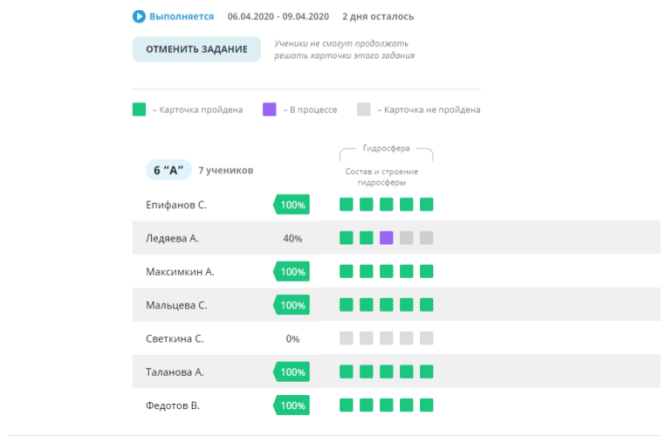 Выполняется 06.04.2020 - 09.04.2020 2 дня осталось
ОТМЕНИТЬ ЗАДАНИЕ
Ученики не смогут продолжать
решать карточки этого задания
– Карточка пройдена – В процессе – Карточка не пройдена
Гидросфера
6 "А" 7 учеников
Состав и строение
гидросферы
Епифанов С. 100%
Ледяева А. 40%
Максимкин А. 100%
Мальцева С. 100%
Светкина С. 0%
Таланова А. 100%
Федотов В. 100%